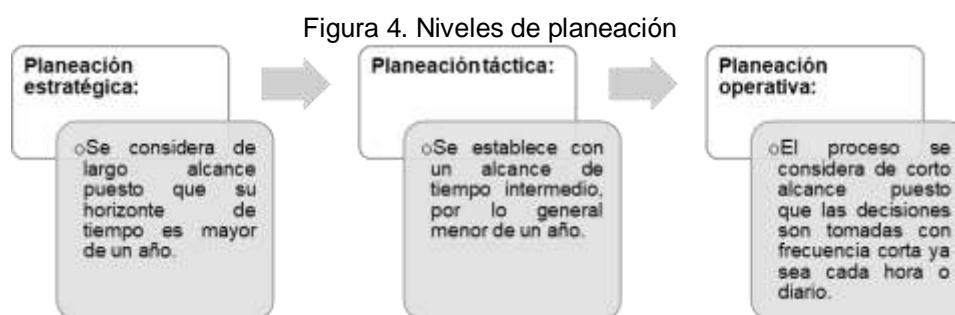 Figura 4. Niveles de planeación
Planeación
estratégica:
oSe considera de
largo alcance
puesto que su
horizonte de
tiempo es mayor
de un año.
Planeación táctica:
oSe establece con
un alcance de
tiempo intermedio,
por lo general
menor de un año.
Planeación
operativa:
oEl proceso se
considera de corto
alcance puesto
que las decisiones
son tomadas con
frecuencia corta ya
sea cada hora o
diario.